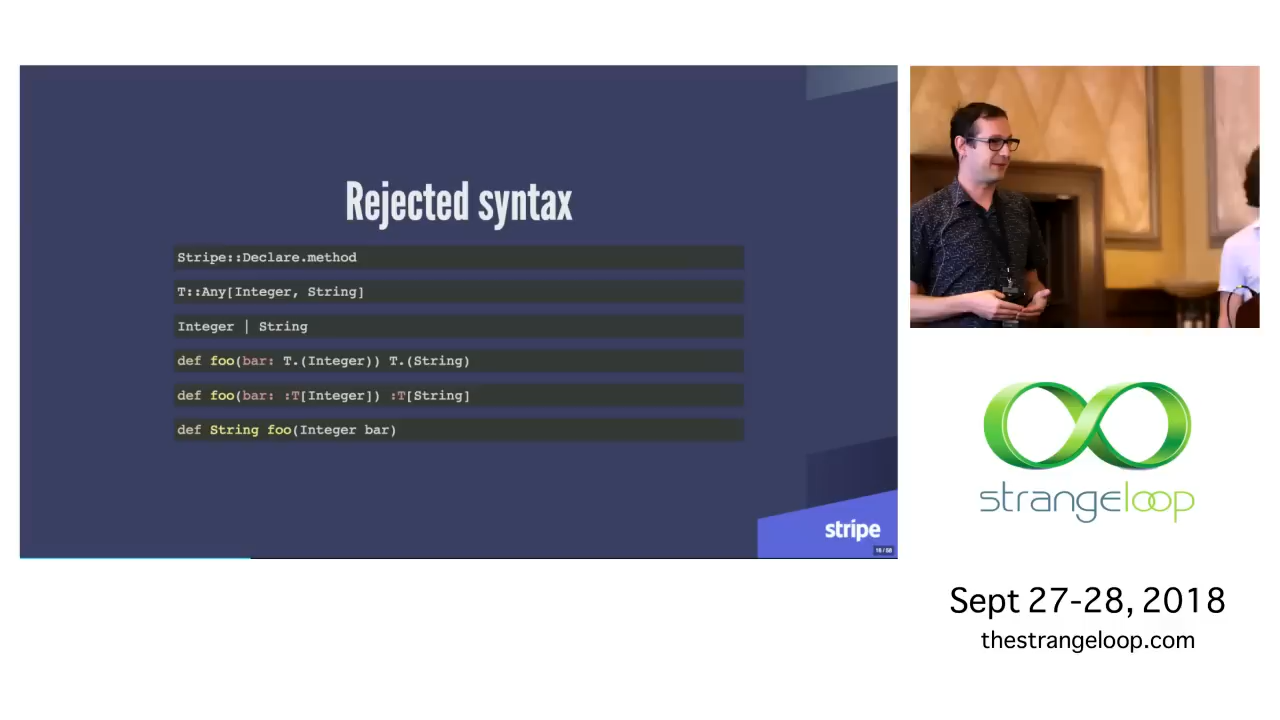 Rejected syntax
Stripe::Declare.method
T::Any[Integer, String]
Integer | String
def foo(bar: T.(Integer)) T.(String)
def foo(bar: :T[Integer]) :T[String]
def String foo(Integer bar)
stripe
strangeloop
Sept 27-28, 2018
thestrangeloop.com